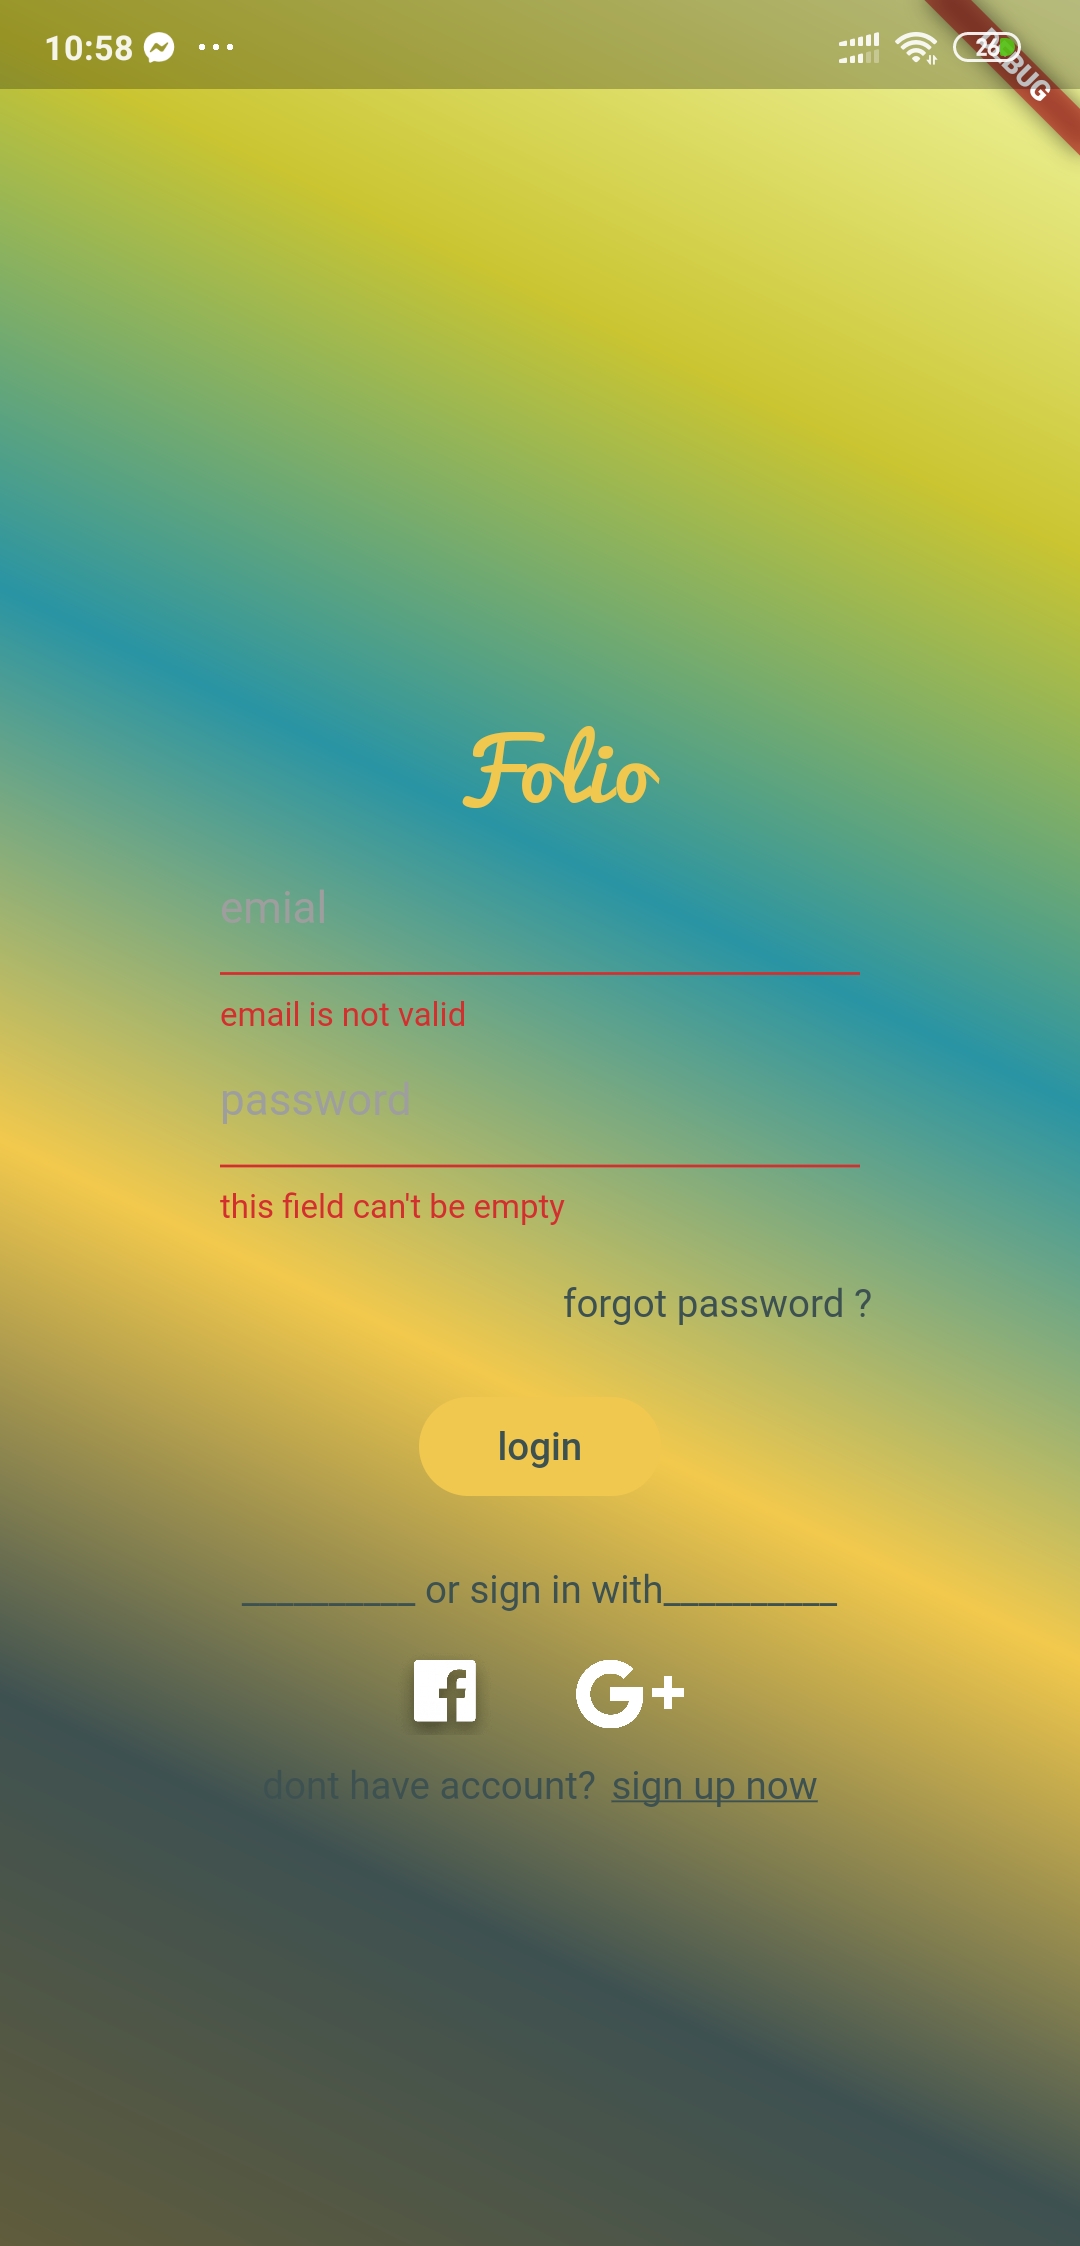 10:58
26
DEBUG
Folio
emial
email is not valid
password
this field can't be empty
forgot password ?
login
__________ or sign in with__________
G+
dont have account? sign up now